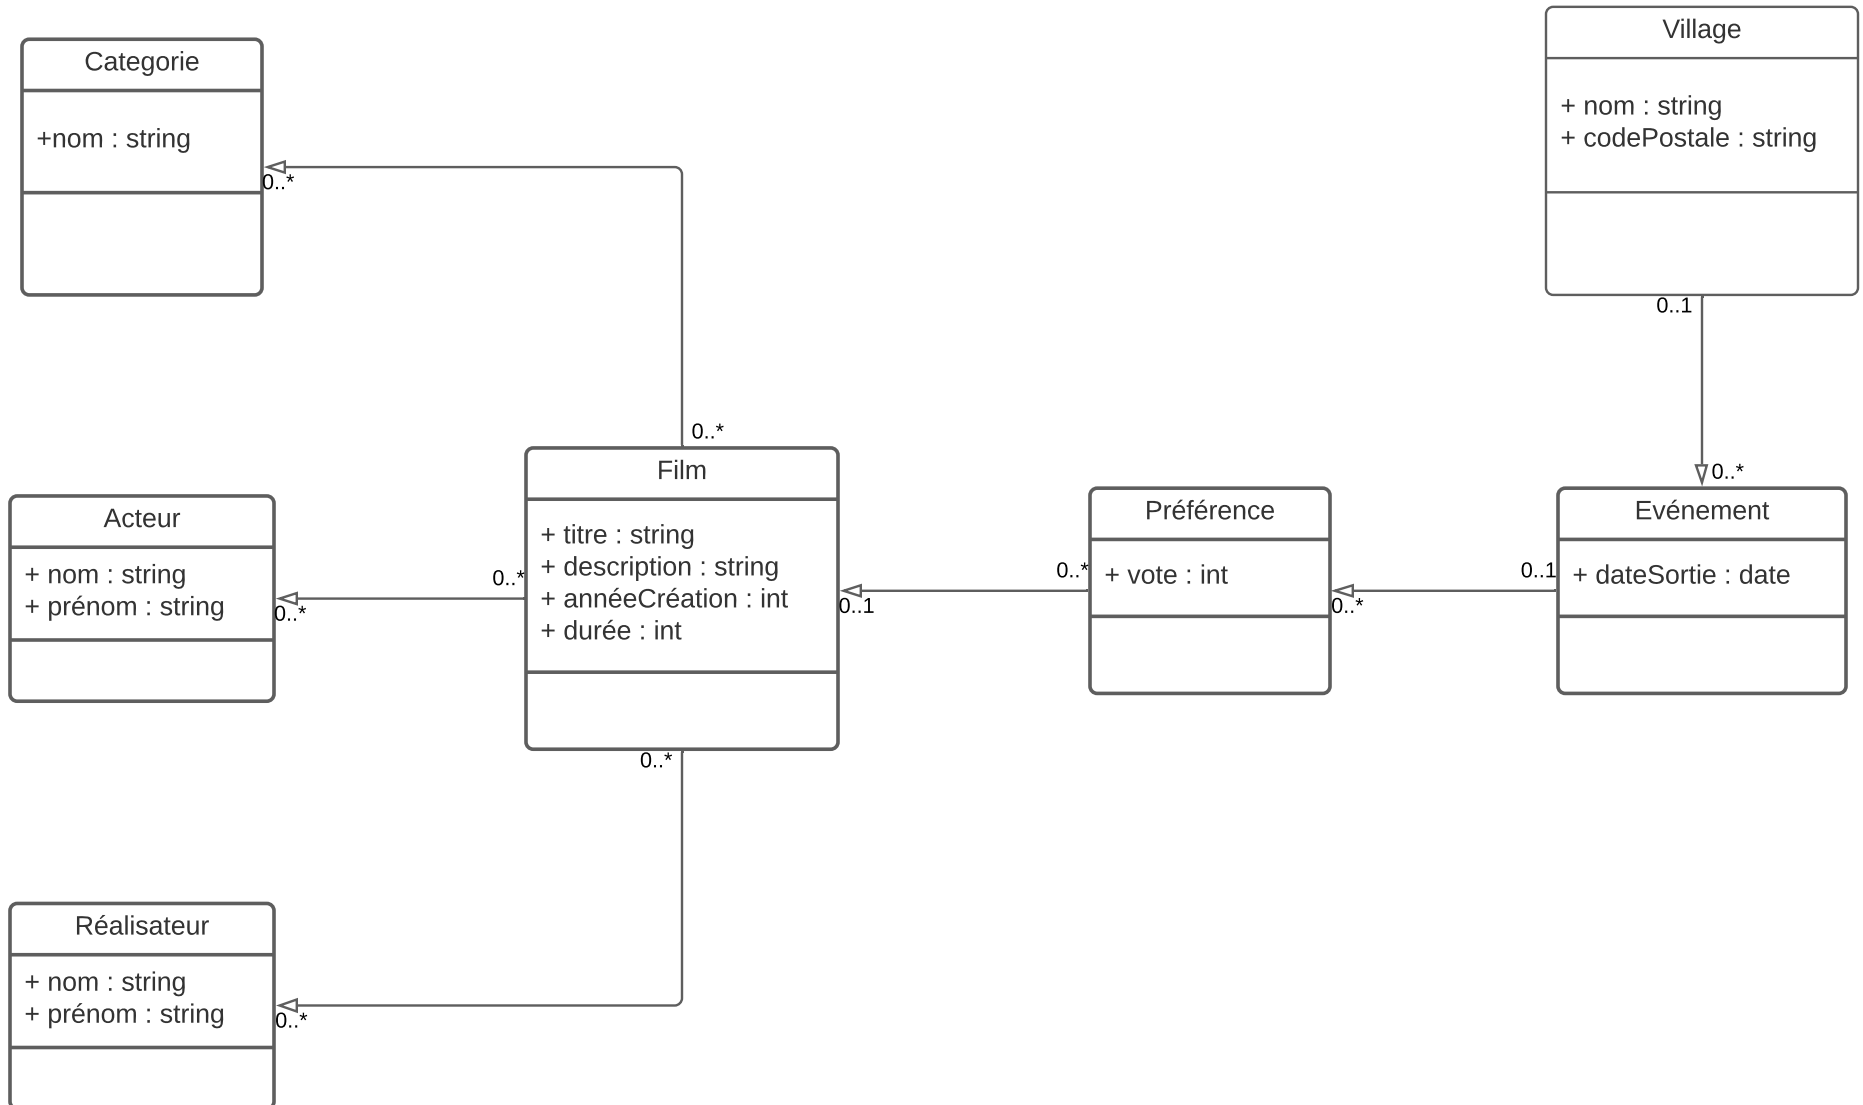 Categorie
+nom : string
0..*
Village
+ nom : string
+ codePostale : string
0..1
0..*
Acteur
+ nom : string
+ prénom : string
0..*
0..*
Film
+ titre : string
+ description : string
+ annéeCréation : int
+ durée : int
0..*
0..1
0..*
Préférence
+ vote : int
0..*
0..1
0..*
Evénement
+ dateSortie : date
Réalisateur
+ nom : string
+ prénom : string
0..*